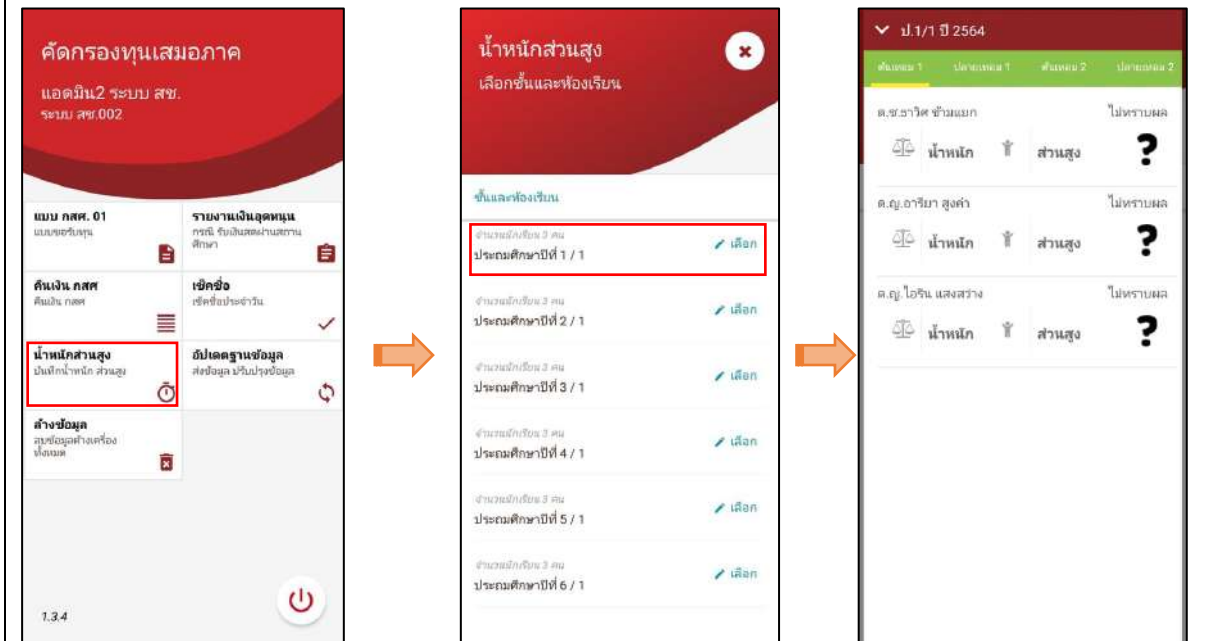 คัดกรองทุนเสมอภาค
แอดมิน2 ระบบ สช.
ระบบ สช.002
แบบ กสศ. 01
แบบขอรับทุน
รายงานเงินอุดหนุน
กรณี รับเงินสดผ่านสถาน
ศึกษา
คืนเงิน กสศ
คืนเงิน กสศ
เช็คชื่อ
เช็คชื่อประจำวัน
น้ำหนักส่วนสูง
บันทึกน้ำหนัก ส่วนสูง
อัปเดตฐานข้อมูล
ส่งข้อมูล ปรับปรุงข้อมูล
ล้างข้อมูล
ลบข้อมูลค้างเครื่อง
ทั้งหมด
1.3.4
น้ำหนักส่วนสูง
เลือกชั้นและห้องเรียน
ชั้นและห้องเรียน
จำนวนนักเรียน 3 คน
ประถมศึกษาปีที่ 1 / 1
เลือก
จำนวนนักเรียน 3 คน
ประถมศึกษาปีที่ 2 / 1
เลือก
จำนวนนักเรียน 3 คน
ประถมศึกษาปีที่ 3 / 1
เลือก
จำนวนนักเรียน 3 คน
ประถมศึกษาปีที่ 4 / 1
เลือก
จำนวนนักเรียน 3 คน
ประถมศึกษาปีที่ 5 / 1
เลือก
จำนวนนักเรียน 3 คน
ประถมศึกษาปีที่ 6 / 1
เลือก
ป.1/1 ปี 2564
ต้นเทอม 1 ปลายเทอม 1 ต้นเทอม 2 ปลายเทอม 2
ด.ช.ธาวิศ ข้ามแยก ไม่ทราบผล
น้ำหนัก ส่วนสูง ?
ด.ญ.อาริยา สูงค่า ไม่ทราบผล
น้ำหนัก ส่วนสูง ?
ด.ญ.ไอริน แสงสว่าง ไม่ทราบผล
น้ำหนัก ส่วนสูง ?